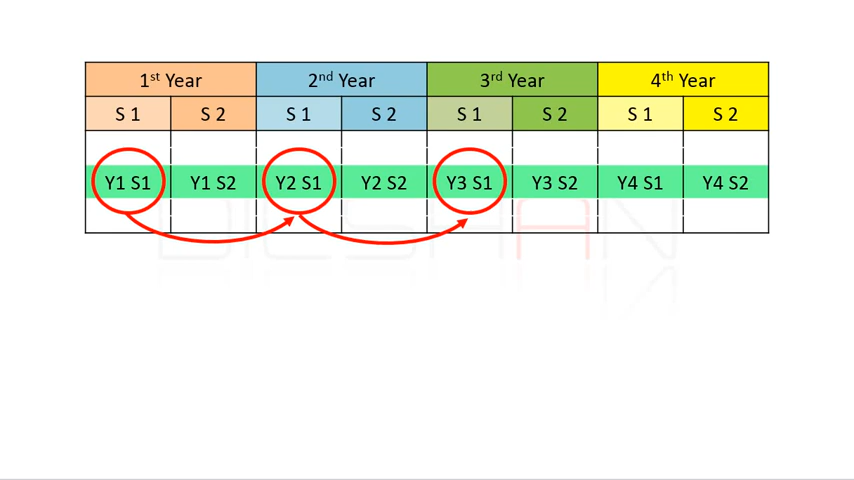 1st Year 2nd Year 3rd Year 4th Year
S 1 S 2 S 1 S 2 S 1 S 2 S 1 S 2
Y1 S1 Y1 S2 Y2 S1 Y2 S2 Y3 S1 Y3 S2 Y4 S1 Y4 S2